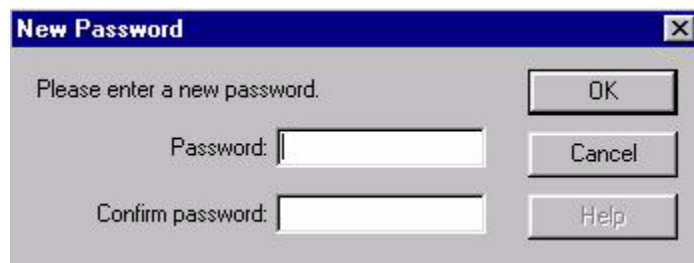 New Password
Please enter a new password.
OK
Password:
Cancel
Confirm password:
Help